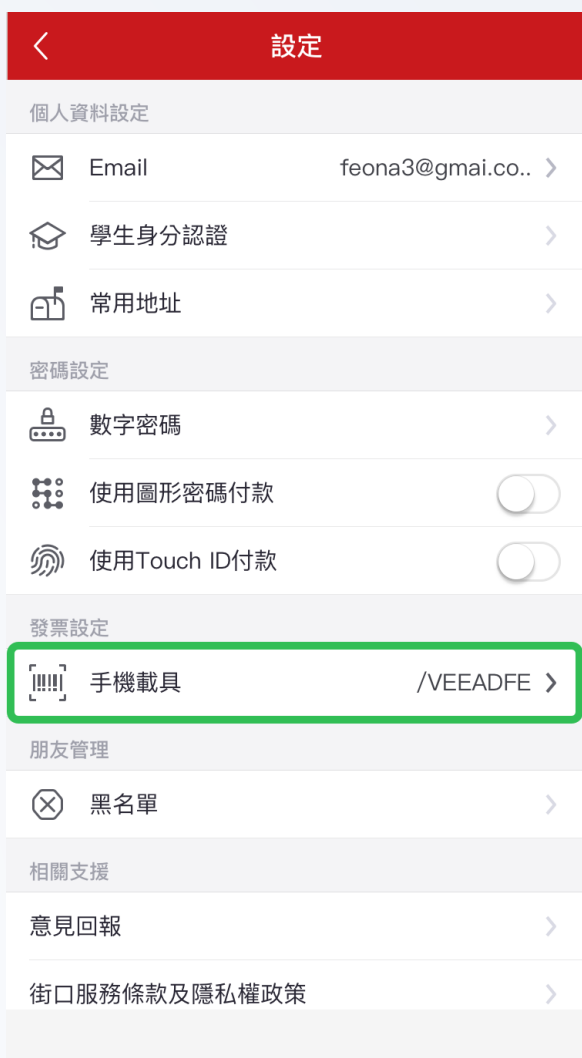 設定
個人資料設定
Email feona3@gmai.co..
學生身分認證
常用地址
密碼設定
數字密碼
使用圖形密碼付款
使用Touch ID付款
發票設定
手機載具 /VEEADFE
朋友管理
黑名單
相關支援
意見回報
街口服務條款及隱私權政策